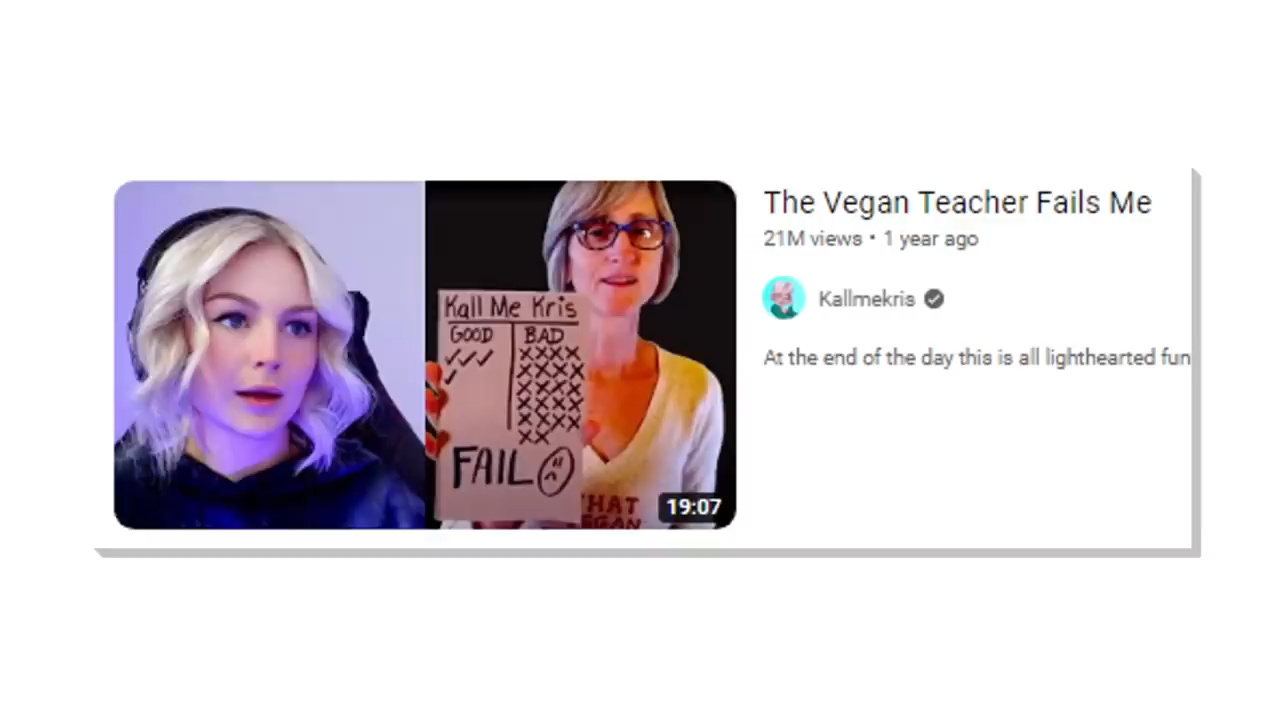 Kall Me Kris
GOOD BAD
FAIL
19:07
The Vegan Teacher Fails Me
21M views • 1 year ago
Kallmekris
At the end of the day this is all lighthearted fun